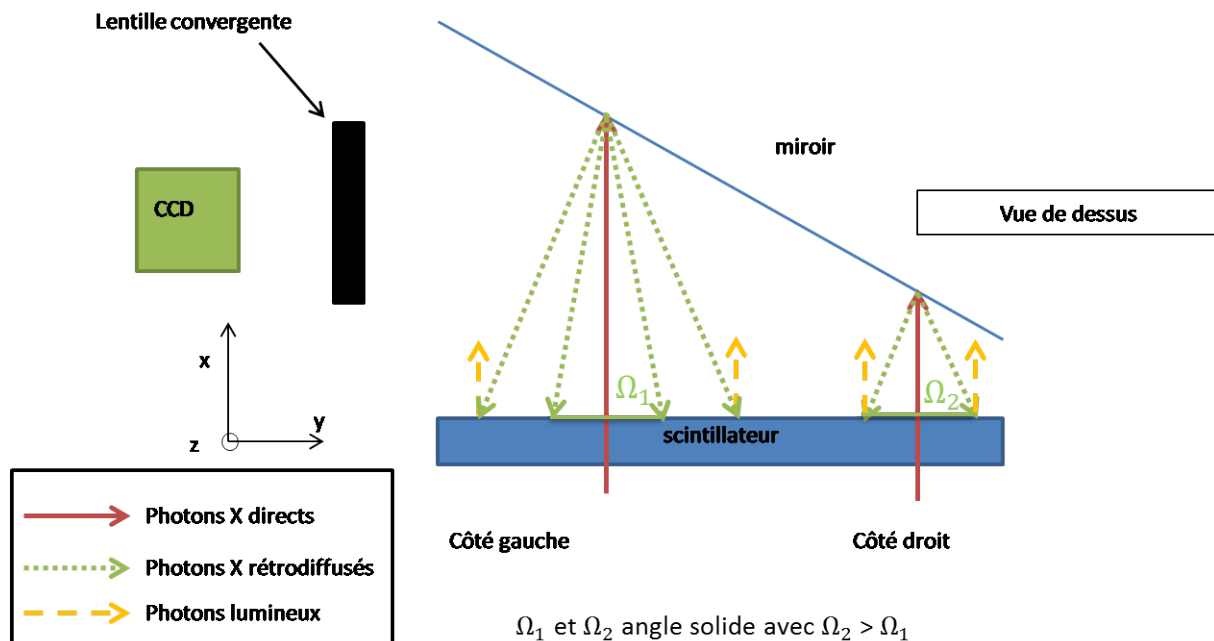 Lentille convergente
CCD
miroir
Vue de dessus
x
y
z
Ω₁
Ω₂
scintillateur
Photons X directs
Photons X rétrodiffusés
Photons lumineux
Côté gauche
Côté droit
Ω₁ et Ω₂ angle solide avec Ω₂ > Ω₁